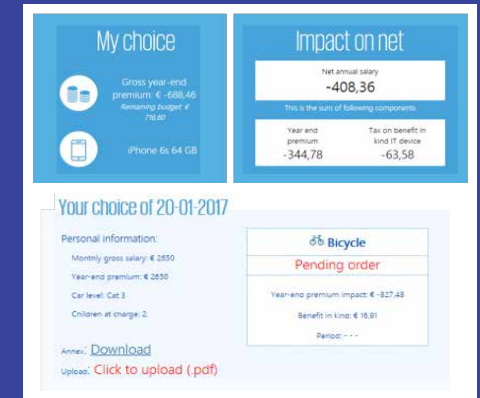 My choice
Gross year-end
premium: € -688,46
Remaining budget: €
716,60
iPhone 6s 64 GB
Impact on net
Net annual salary
-408,36
This is the sum of following components
Year end
premium
-344,78
Tax on benefit in
kind IT device
-63,58
Your choice of 20-01-2017
Personal information:
Monthly gross salary: € 2650
Year-end premium: € 2650
Car level: Cat 3
Children at charge: 2
Annex: Download
Upload: Click to upload (.pdf)
Bicycle
Pending order
Year-end premium impact: € -827,48
Benefit in kind: € 16,91
Period: - - -